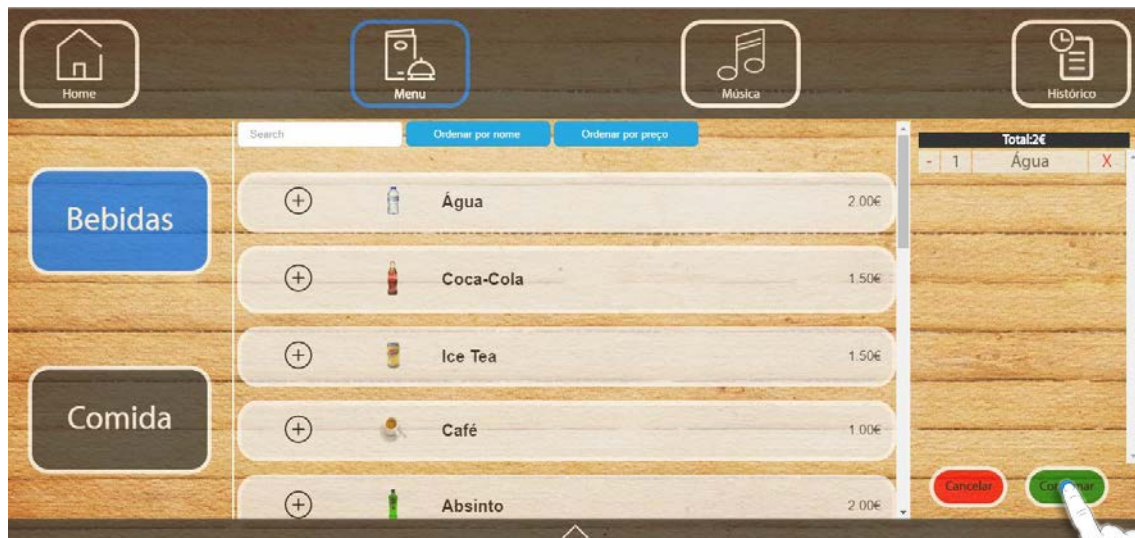 Home
Menu
Música
Histórico
Search
Ordenar por nome
Ordenar por preço
Bebidas
Comida
Água 2.00€
Coca-Cola 1.50€
Ice Tea 1.50€
Café 1.00€
Absinto 2.00€
Total:2€
- 1 Água X
Cancelar